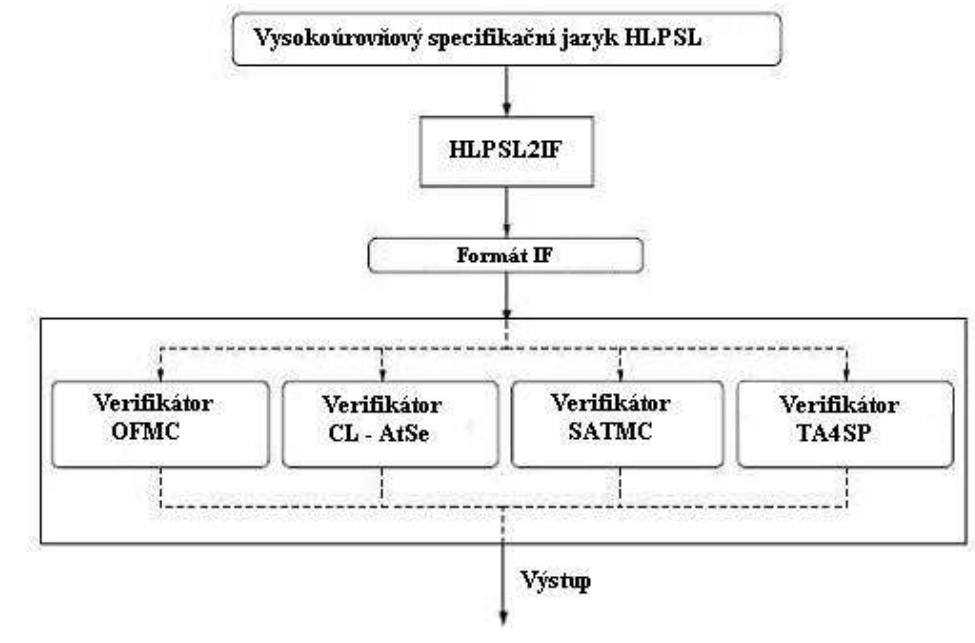 Vysokoúrovňový specifikační jazyk HLPSL
HLPSL2IF
Formát IF
Verifikátor
OFMC
Verifikátor
CL - AtSe
Verifikátor
SATMC
Verifikátor
TA4SP
Výstup